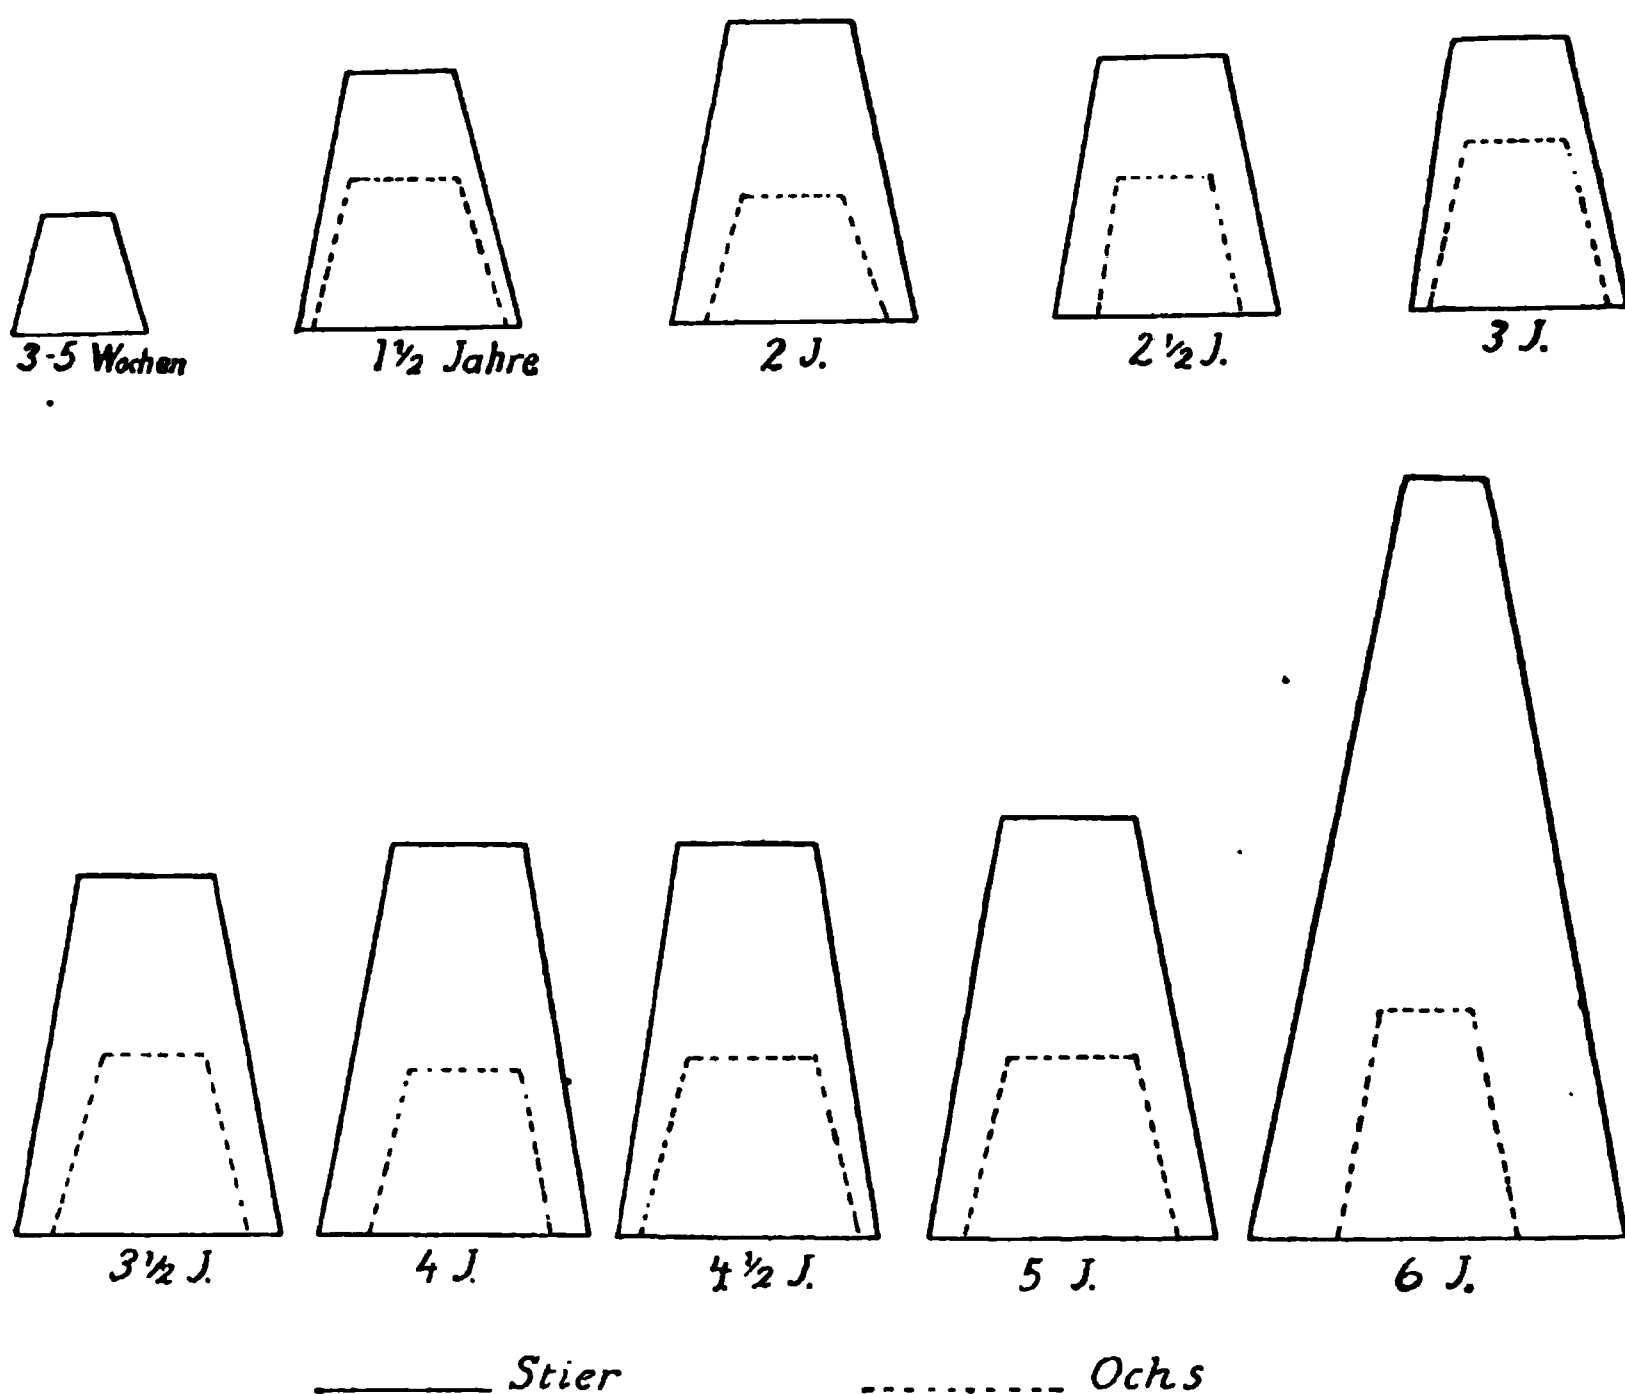 3-5 Wochen
1½ Jahre
2 J.
2½ J.
3 J.
3½ J.
4 J.
4½ J.
5 J.
6 J.
Stier
Ochs